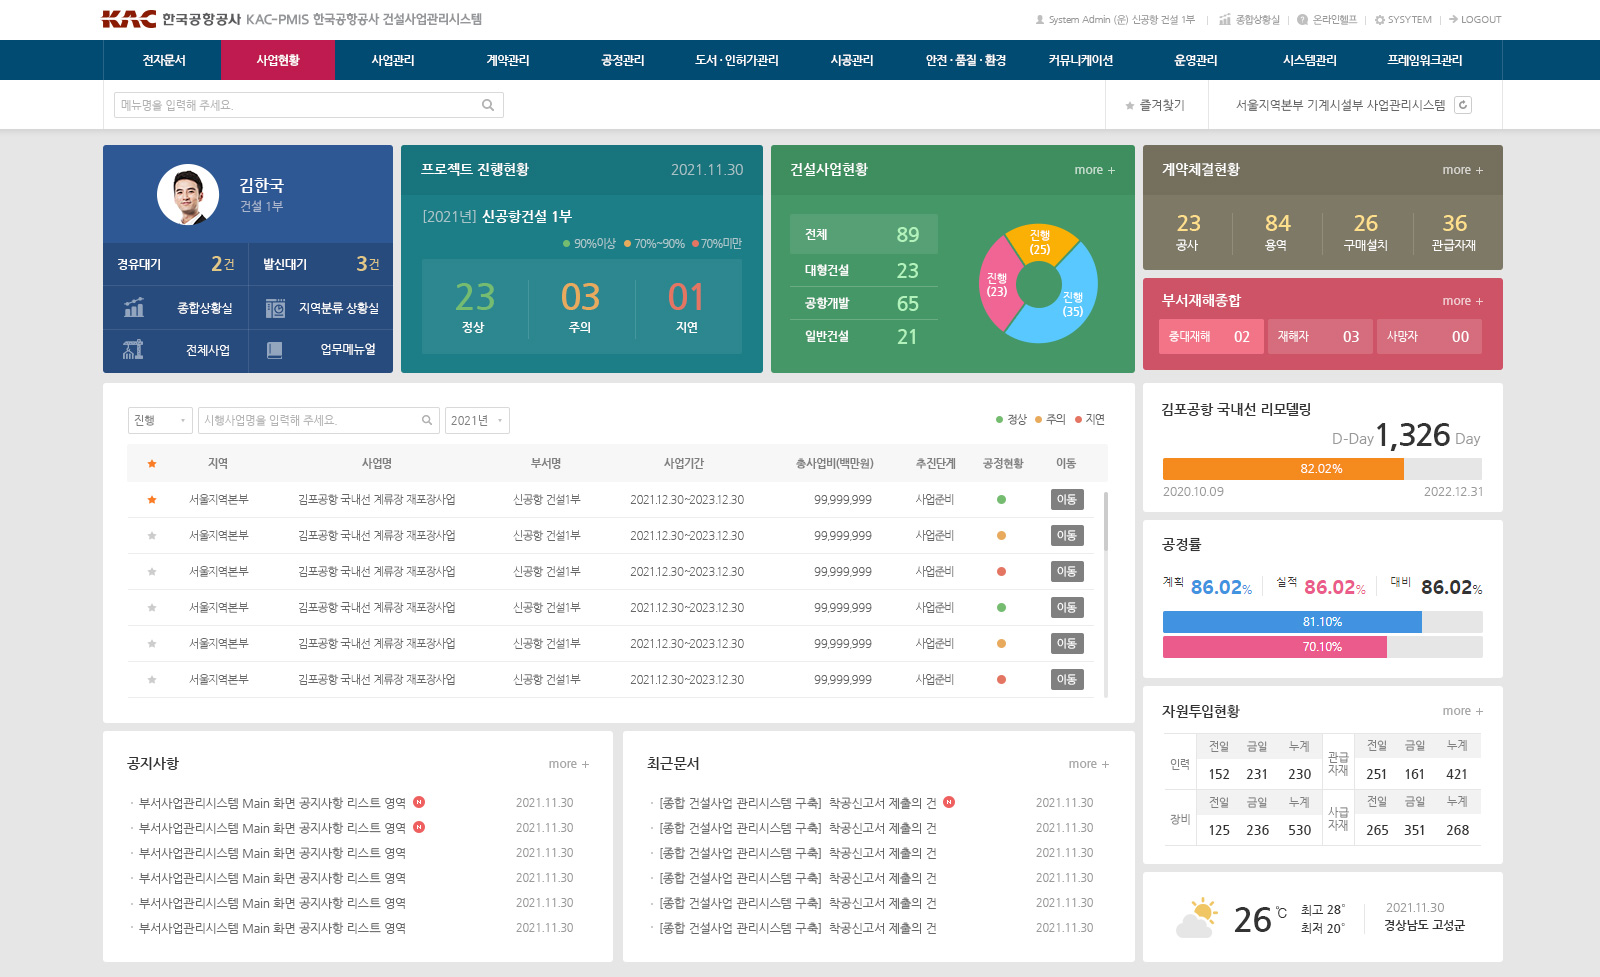 KAC 한국공항공사 KAC-PMIS 한국공항공사 건설사업관리시스템
System Admin (운) 신공항 건설 1부 | 종합상황실 | 온라인헬프 | SYSYTEM | LOGOUT
전자문서 사업현황 사업관리 계약관리 공정관리 도서 · 인허가관리 시공관리 안전 · 품질 · 환경 커뮤니케이션 운영관리 시스템관리 프레임워크관리
메뉴명을 입력해 주세요.
즐겨찾기
서울지역본부 기계시설부 사업관리시스템
김한국
건설 1부
경유대기 2건 발신대기 3건
종합상황실 지역분류 상황실
전체사업 업무메뉴얼
프로젝트 진행현황 2021.11.30
[2021년] 신공항건설 1부
90%이상 70%~90% 70%미만
23 03 01
정상 주의 지연
건설사업현황 more +
전체 89
대형건설 23
공항개발 65
일반건설 21
진행
(25)
진행
(23)
진행
(35)
계약체결현황 more +
23 84 26 36
공사 용역 구매설치 관급자재
부서재해종합 more +
중대재해 02 재해자 03 사망자 00
진행 시행사업명을 입력해 주세요. 2021년
정상 주의 지연
지역 사업명 부서명 사업기간 총사업비(백만원) 추진단계 공정현황 이동
서울지역본부 김포공항 국내선 계류장 재포장사업 신공항 건설1부 2021.12.30~2023.12.30 99,999,999 사업준비 이동
서울지역본부 김포공항 국내선 계류장 재포장사업 신공항 건설1부 2021.12.30~2023.12.30 99,999,999 사업준비 이동
서울지역본부 김포공항 국내선 계류장 재포장사업 신공항 건설1부 2021.12.30~2023.12.30 99,999,999 사업준비 이동
서울지역본부 김포공항 국내선 계류장 재포장사업 신공항 건설1부 2021.12.30~2023.12.30 99,999,999 사업준비 이동
서울지역본부 김포공항 국내선 계류장 재포장사업 신공항 건설1부 2021.12.30~2023.12.30 99,999,999 사업준비 이동
서울지역본부 김포공항 국내선 계류장 재포장사업 신공항 건설1부 2021.12.30~2023.12.30 99,999,999 사업준비 이동
김포공항 국내선 리모델링
D-Day 1,326 Day
82.02%
2020.10.09 2022.12.31
공정률
계획 86.02% 실적 86.02% 대비 86.02%
81.10%
70.10%
자원투입현황 more +
인력 전일 금일 누계 관급자재 전일 금일 누계
152 231 230 251 161 421
장비 전일 금일 누계 사급자재 전일 금일 누계
125 236 530 265 351 268
공지사항 more +
· 부서사업관리시스템 Main 화면 공지사항 리스트 영역 N 2021.11.30
· 부서사업관리시스템 Main 화면 공지사항 리스트 영역 N 2021.11.30
· 부서사업관리시스템 Main 화면 공지사항 리스트 영역 2021.11.30
· 부서사업관리시스템 Main 화면 공지사항 리스트 영역 2021.11.30
· 부서사업관리시스템 Main 화면 공지사항 리스트 영역 2021.11.30
· 부서사업관리시스템 Main 화면 공지사항 리스트 영역 2021.11.30
최근문서 more +
· [종합 건설사업 관리시스템 구축] 착공신고서 제출의 건 N 2021.11.30
· [종합 건설사업 관리시스템 구축] 착공신고서 제출의 건 2021.11.30
· [종합 건설사업 관리시스템 구축] 착공신고서 제출의 건 2021.11.30
· [종합 건설사업 관리시스템 구축] 착공신고서 제출의 건 2021.11.30
· [종합 건설사업 관리시스템 구축] 착공신고서 제출의 건 2021.11.30
· [종합 건설사업 관리시스템 구축] 착공신고서 제출의 건 2021.11.30
26 ℃ 최고 28° 2021.11.30
최저 20° 경상남도 고성군